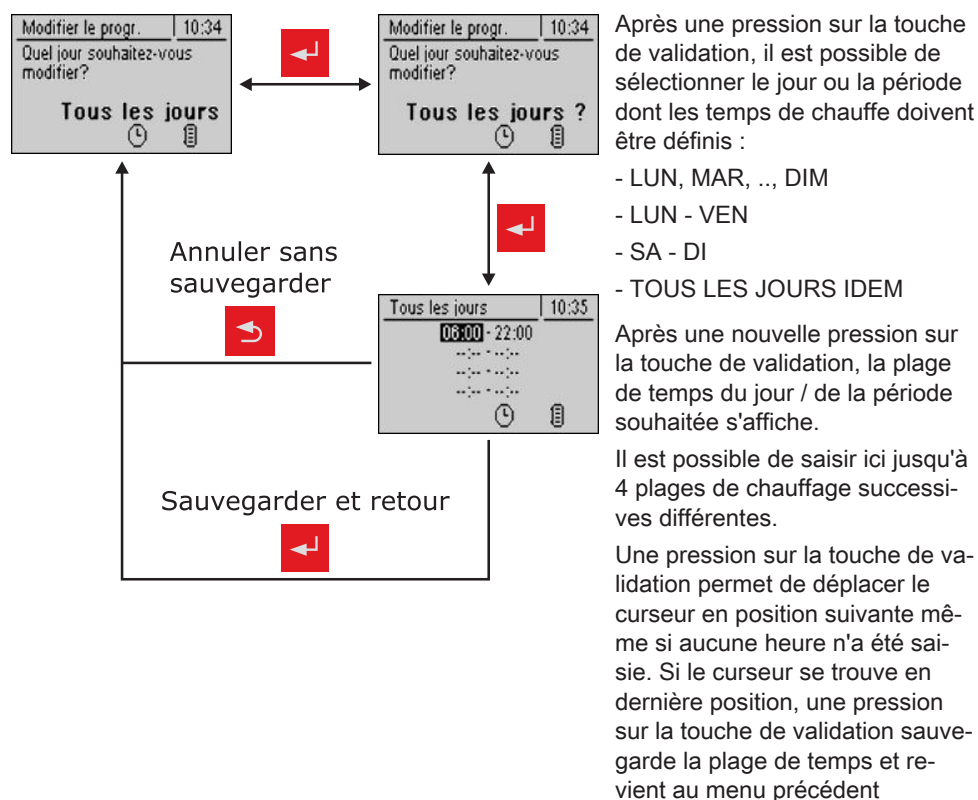 Modifier le progr. 10:34
Quel jour souhaitez-vous
modifier?
Tous les jours
Modifier le progr. 10:34
Quel jour souhaitez-vous
modifier?
Tous les jours ?
Annuler sans
sauvegarder
Tous les jours 10:35
06:00 - 22:00
--:-- - --:--
--:-- - --:--
--:-- - --:--
Sauvegarder et retour
Après une pression sur la touche
de validation, il est possible de
sélectionner le jour ou la période
dont les temps de chauffe doivent
être définis :
- LUN, MAR, .., DIM
- LUN - VEN
- SA - DI
- TOUS LES JOURS IDEM
Après une nouvelle pression sur
la touche de validation, la plage
de temps du jour / de la période
souhaitée s'affiche.
Il est possible de saisir ici jusqu'à
4 plages de chauffage successi-
ves différentes.
Une pression sur la touche de va-
lidation permet de déplacer le
curseur en position suivante mê-
me si aucune heure n'a été sai-
sie. Si le curseur se trouve en
dernière position, une pression
sur la touche de validation sauve-
garde la plage de temps et re-
vient au menu précédent